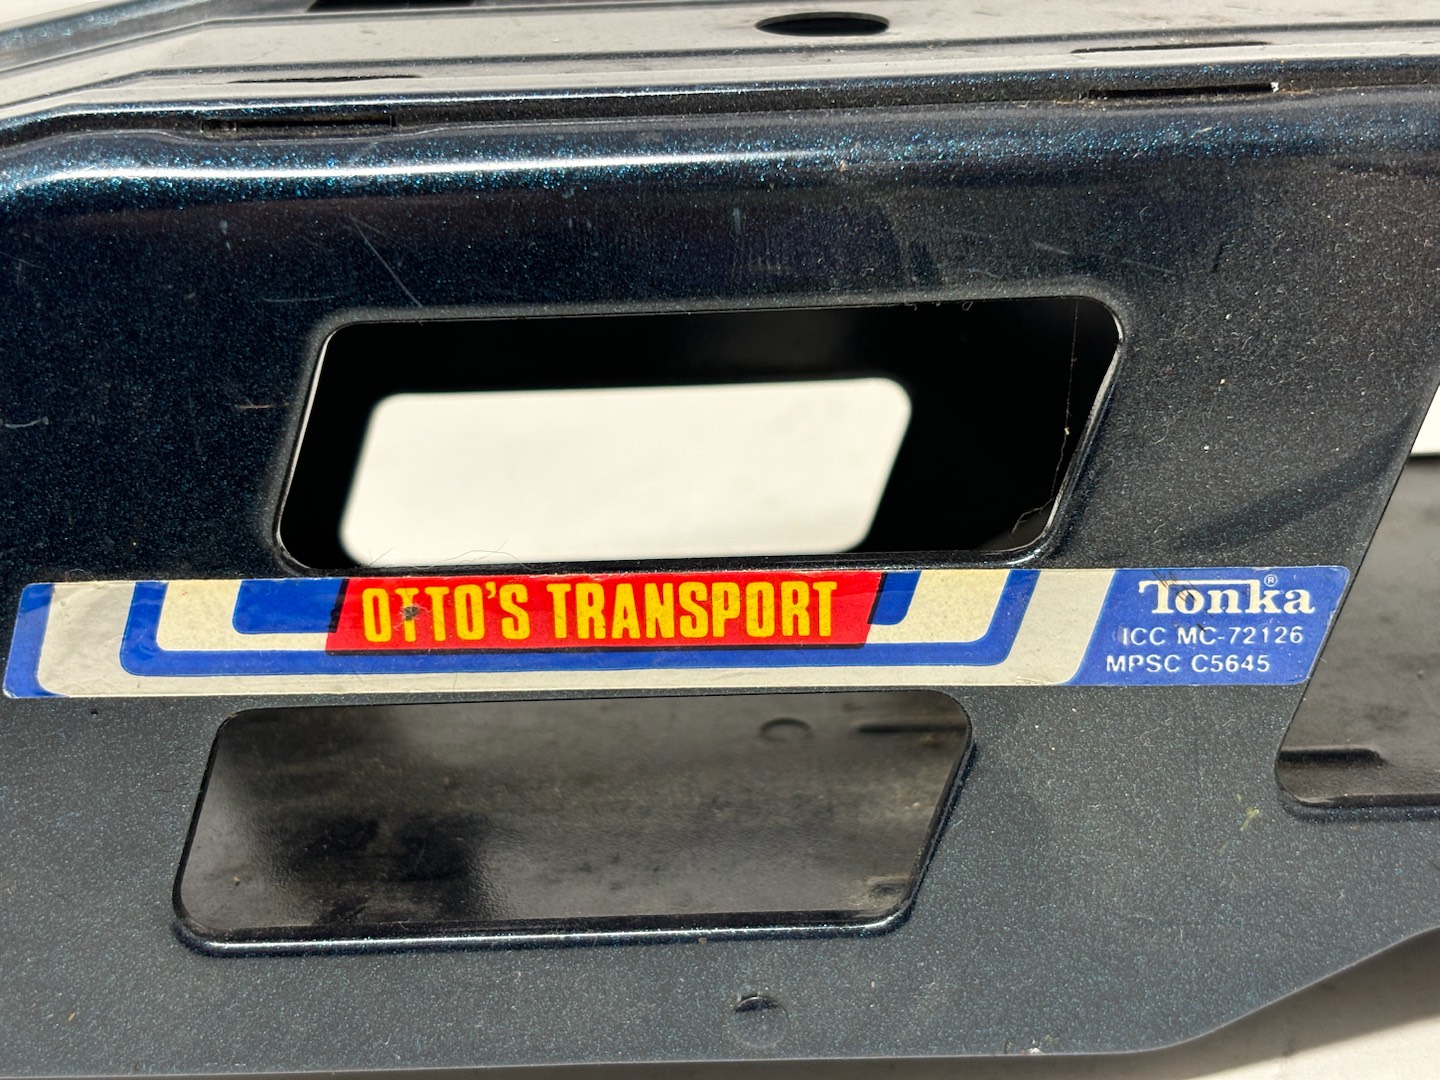 OTTO'S TRANSPORT
Tonka®
ICC MC-72126
MPSC C5645